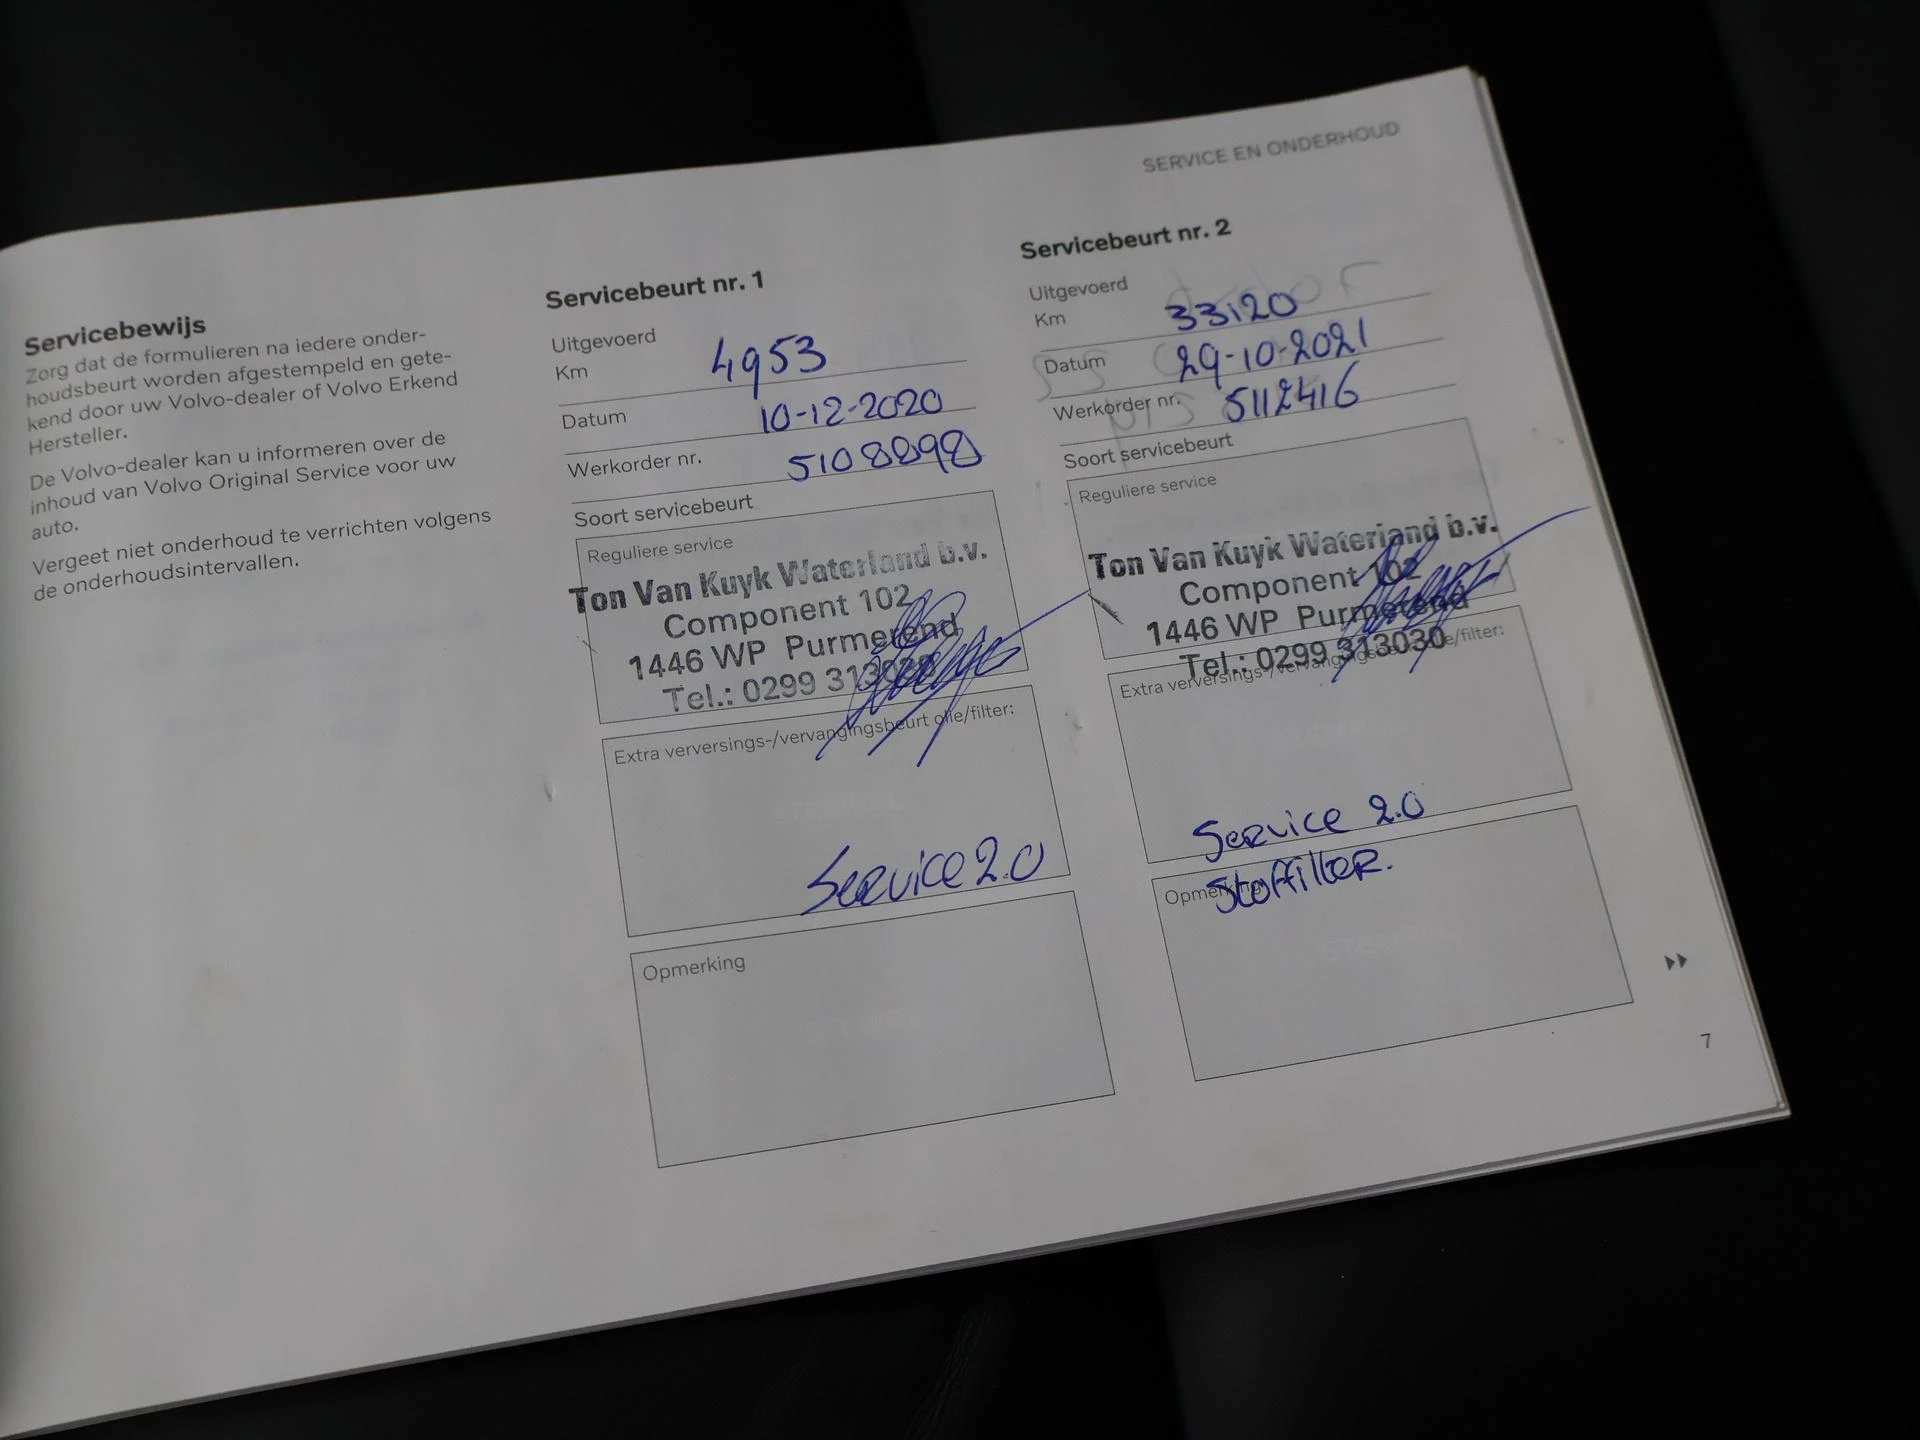 SERVICE EN ONDERHOUD
Servicebewijs
Zorg dat de formulieren na iedere onder-
houdsbeurt worden afgestempeld en gete-
kend door uw Volvo-dealer of Volvo Erkend
Hersteller.
De Volvo-dealer kan u informeren over de
inhoud van Volvo Original Service voor uw
auto.
Vergeet niet onderhoud te verrichten volgens
de onderhoudsintervallen.
Servicebeurt nr. 1
Uitgevoerd
Km 4953
Datum 10-12-2020
Werkorder nr. 5108898
Soort servicebeurt
Reguliere service
Ton Van Kuyk Waterland b.v.
Component 102
1446 WP Purmerend
Tel.: 0299 313030
Extra verversings-/vervangingsbeurt olie/filter:
Service 2.0
Opmerking
Servicebeurt nr. 2
Uitgevoerd
Km 33120
Datum 29-10-2021
Werkorder nr. 5112416
Soort servicebeurt
Reguliere service
Ton Van Kuyk Waterland b.v.
Component 102
1446 WP Purmerend
Tel.: 0299 313030
Extra verversings-/vervangingsbeurt olie/filter:
Service 2.0
Opmerking
Stoffilter.
7